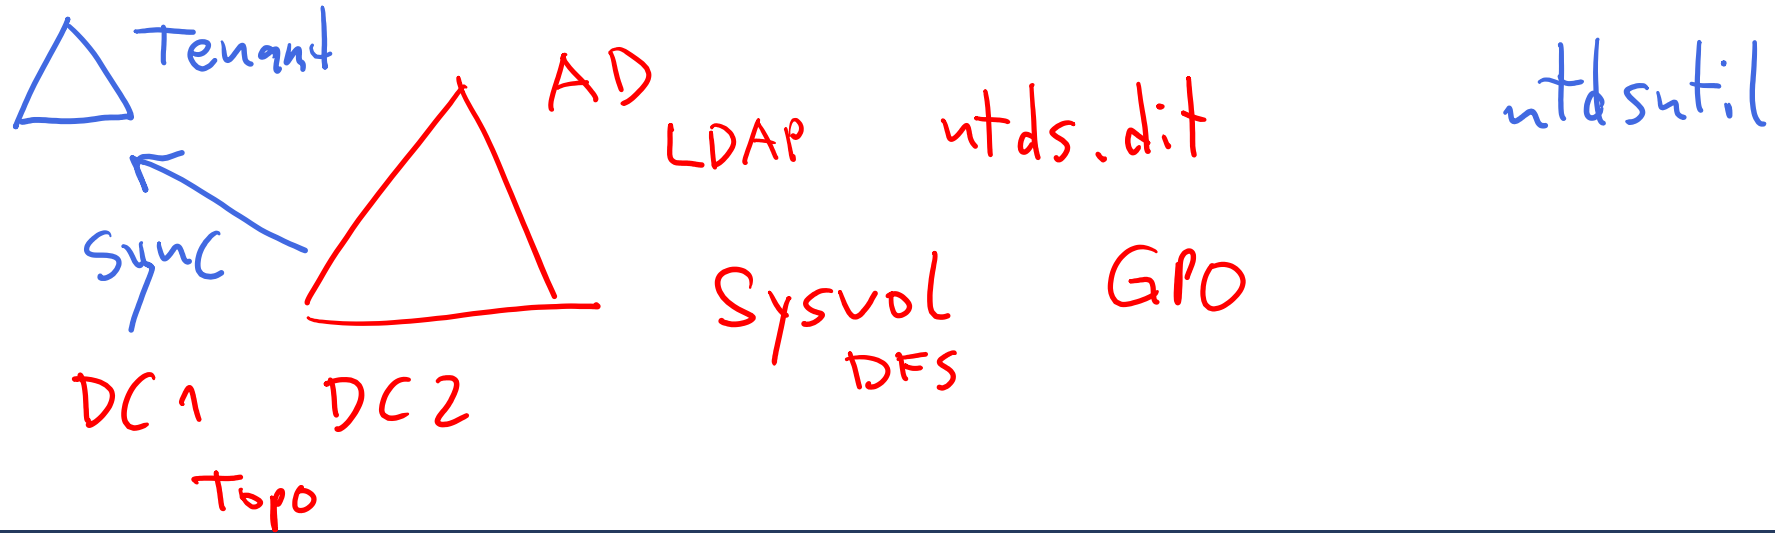 Tenant
AD
LDAP
ntds.dit
ntdsutil
Sync
Sysvol
GPO
DFS
DC1
DC2
Topo